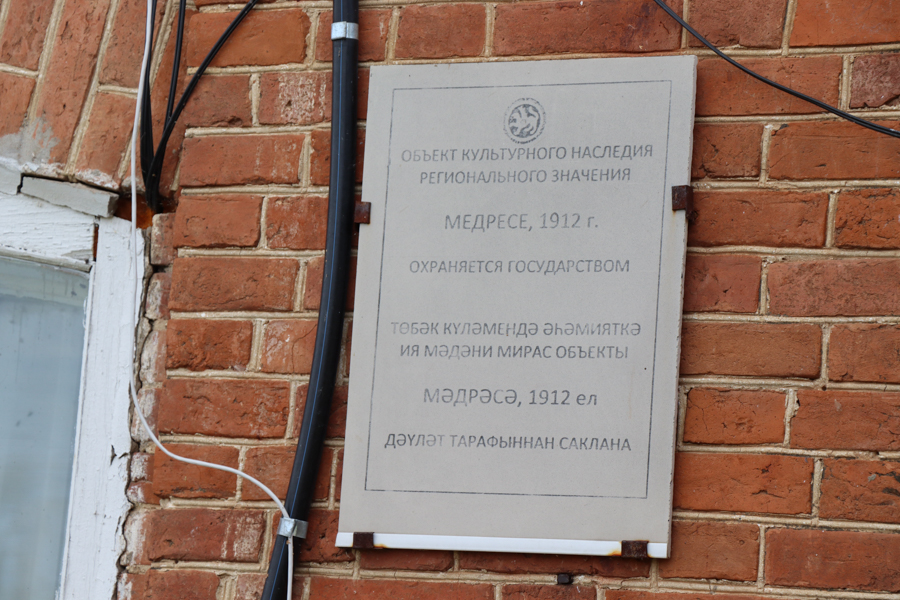 ОБЪЕКТ КУЛЬТУРНОГО НАСЛЕДИЯ
РЕГИОНАЛЬНОГО ЗНАЧЕНИЯ
МЕДРЕСЕ, 1912 г.
ОХРАНЯЕТСЯ ГОСУДАРСТВОМ
ТӨБӘК КҮЛӘМЕНДӘ ӘҺӘМИЯТКӘ
ИЯ МӘДӘНИ МИРАС ОБЪЕКТЫ
МӘДРӘСӘ, 1912 ел
ДӘҮЛӘТ ТАРАФЫННАН САКЛАНА